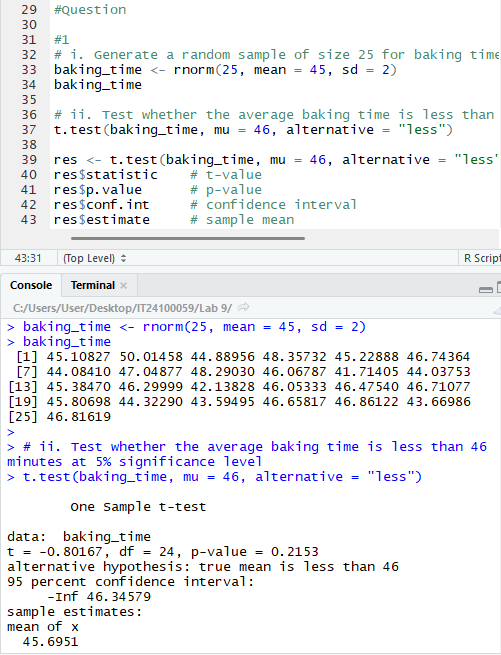 29 #Question
30
31 #1
32 # i. Generate a random sample of size 25 for baking time
33 baking_time <- rnorm(25, mean = 45, sd = 2)
34 baking_time
35
36 # ii. Test whether the average baking time is less than
37 t.test(baking_time, mu = 46, alternative = "less")
38
39 res <- t.test(baking_time, mu = 46, alternative = "less"
40 res$statistic # t-value
41 res$p.value # p-value
42 res$conf.int # confidence interval
43 res$estimate # sample mean
43:31 (Top Level) R Script
Console Terminal
C:/Users/User/Desktop/IT24100059/Lab 9/
> baking_time <- rnorm(25, mean = 45, sd = 2)
> baking_time
[1] 45.10827 50.01458 44.88956 48.35732 45.22888 46.74364
[7] 44.08410 47.04877 48.29030 46.06787 41.71405 44.03753
[13] 45.38470 46.29999 42.13828 46.05333 46.47540 46.71077
[19] 45.80698 44.32290 43.59495 46.65817 46.86122 43.66986
[25] 46.81619
>
> # ii. Test whether the average baking time is less than 46
minutes at 5% significance level
> t.test(baking_time, mu = 46, alternative = "less")
One Sample t-test
data: baking_time
t = -0.80167, df = 24, p-value = 0.2153
alternative hypothesis: true mean is less than 46
95 percent confidence interval:
-Inf 46.34579
sample estimates:
mean of x
45.6951